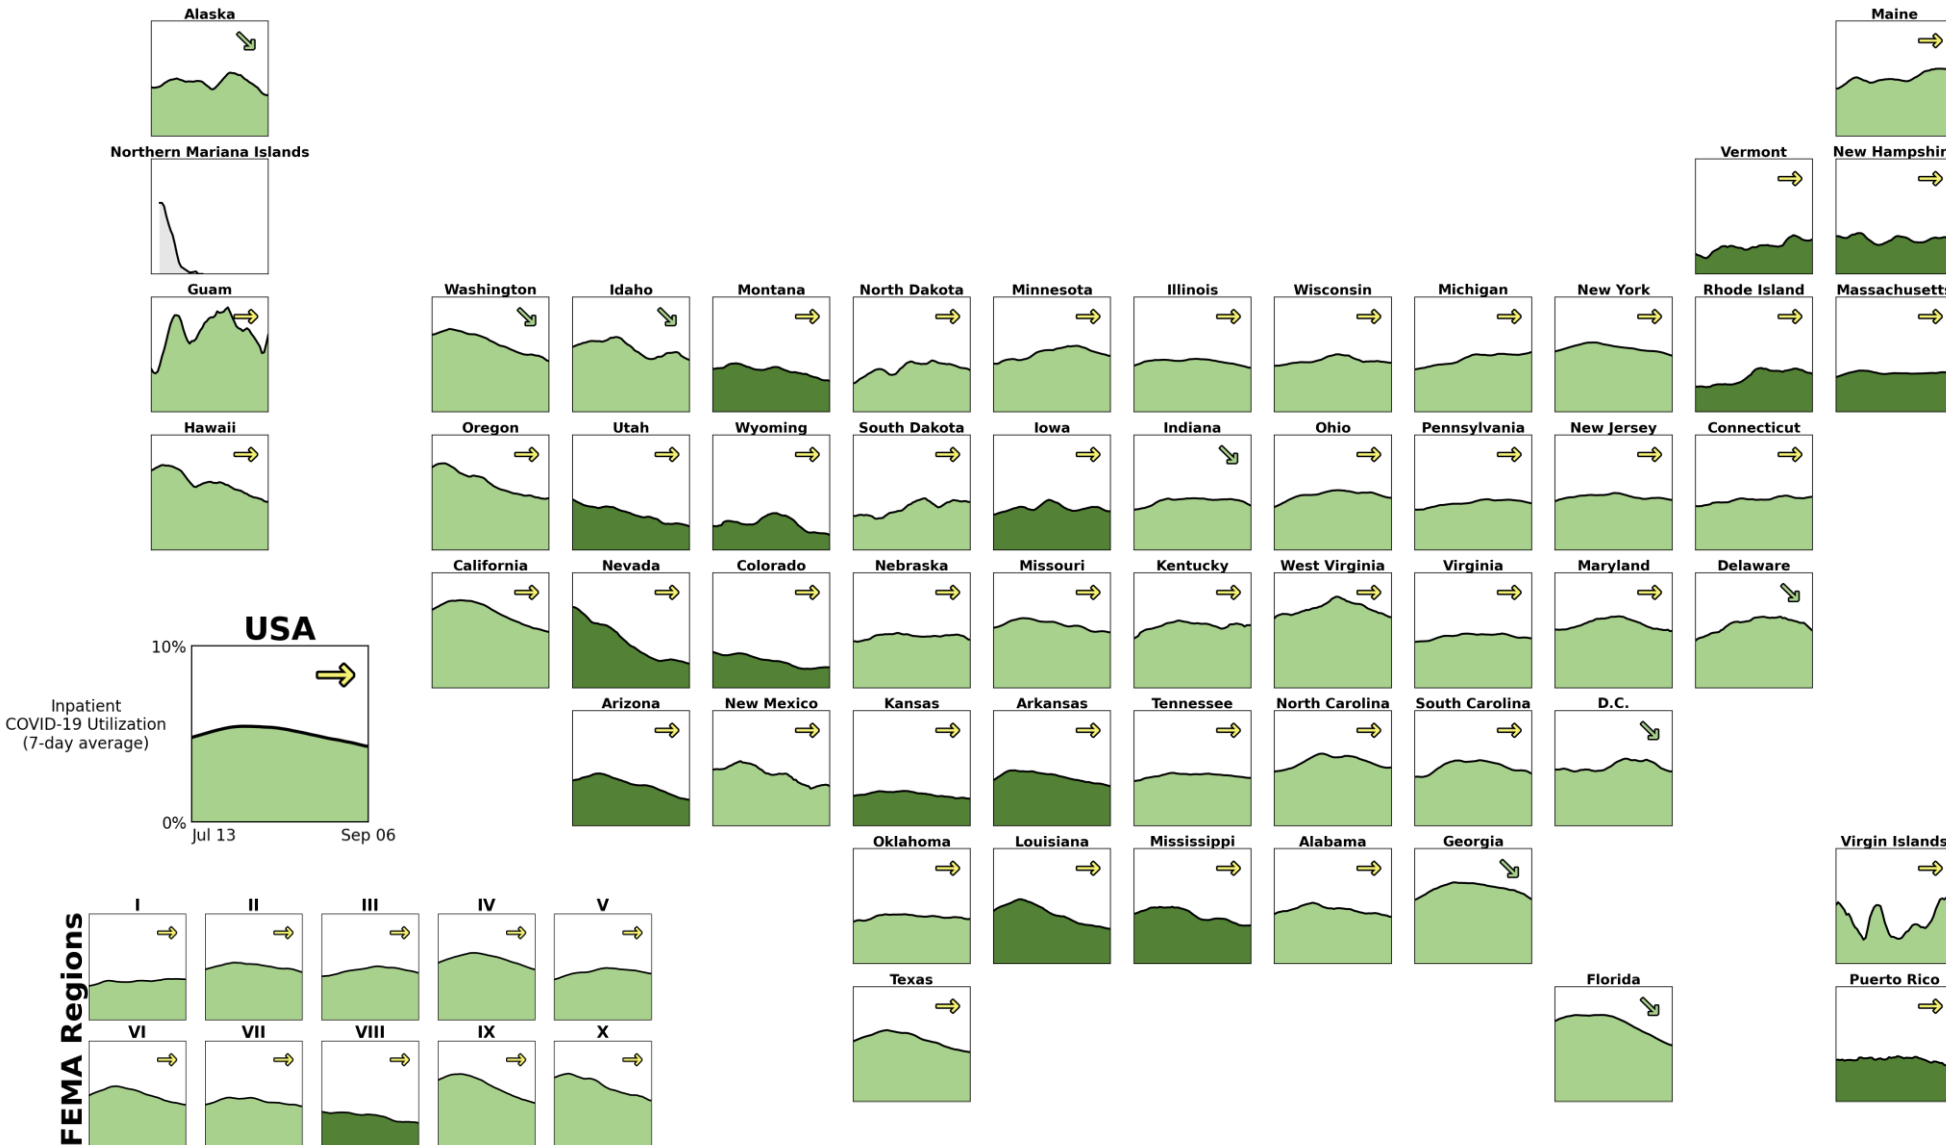 Alaska
Maine
Northern Mariana Islands
Vermont
New Hampshir
Guam
Washington
Idaho
Montana
North Dakota
Minnesota
Illinois
Wisconsin
Michigan
New York
Rhode Island
Massachusetts
Hawaii
Oregon
Utah
Wyoming
South Dakota
Iowa
Indiana
Ohio
Pennsylvania
New Jersey
Connecticut
California
Nevada
Colorado
Nebraska
Missouri
Kentucky
West Virginia
Virginia
Maryland
Delaware
USA
10%
Inpatient
COVID-19 Utilization
(7-day average)
0%
Jul 13
Sep 06
Arizona
New Mexico
Kansas
Arkansas
Tennessee
North Carolina
South Carolina
D.C.
Oklahoma
Louisiana
Mississippi
Alabama
Georgia
Virgin Islands
Texas
Florida
Puerto Rico
FEMA Regions
I
II
III
IV
V
VI
VII
VIII
IX
X